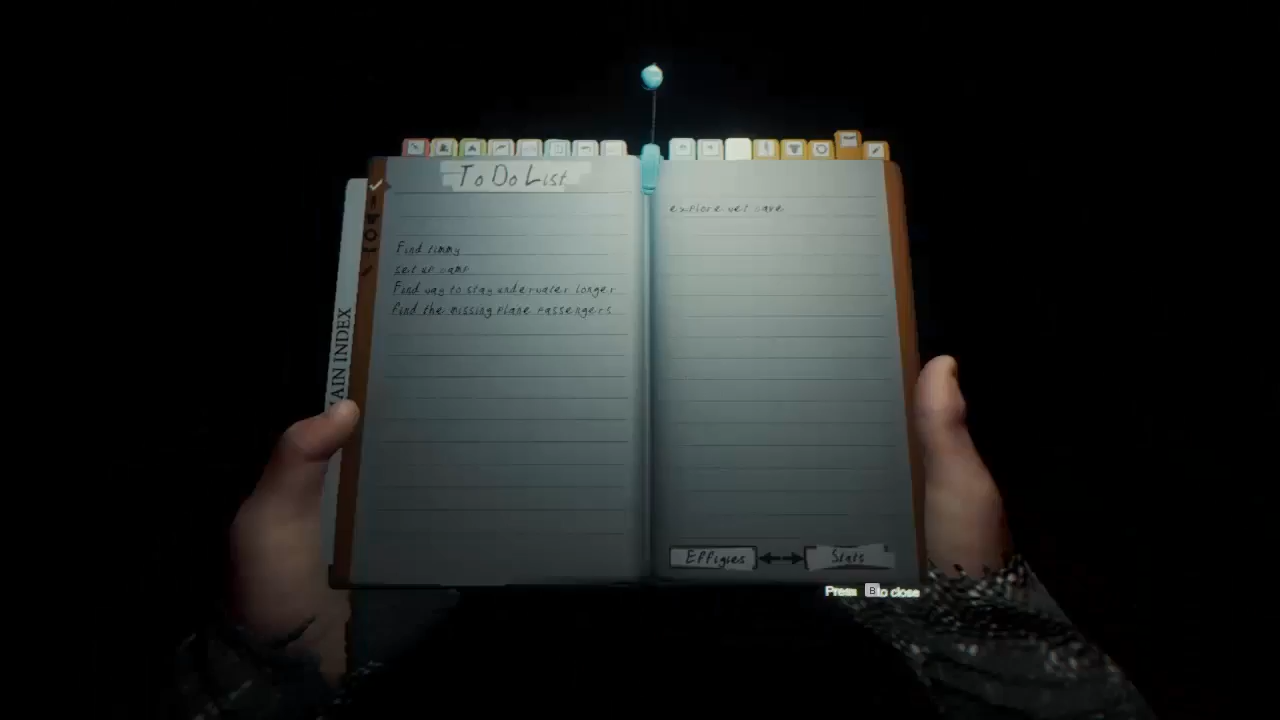 To Do List
Find timmy
set up camp
Find way to stay underwater longer
find the missing plane passengers
explore wet cave
Effigies
Stats
MAIN INDEX
Press B to close